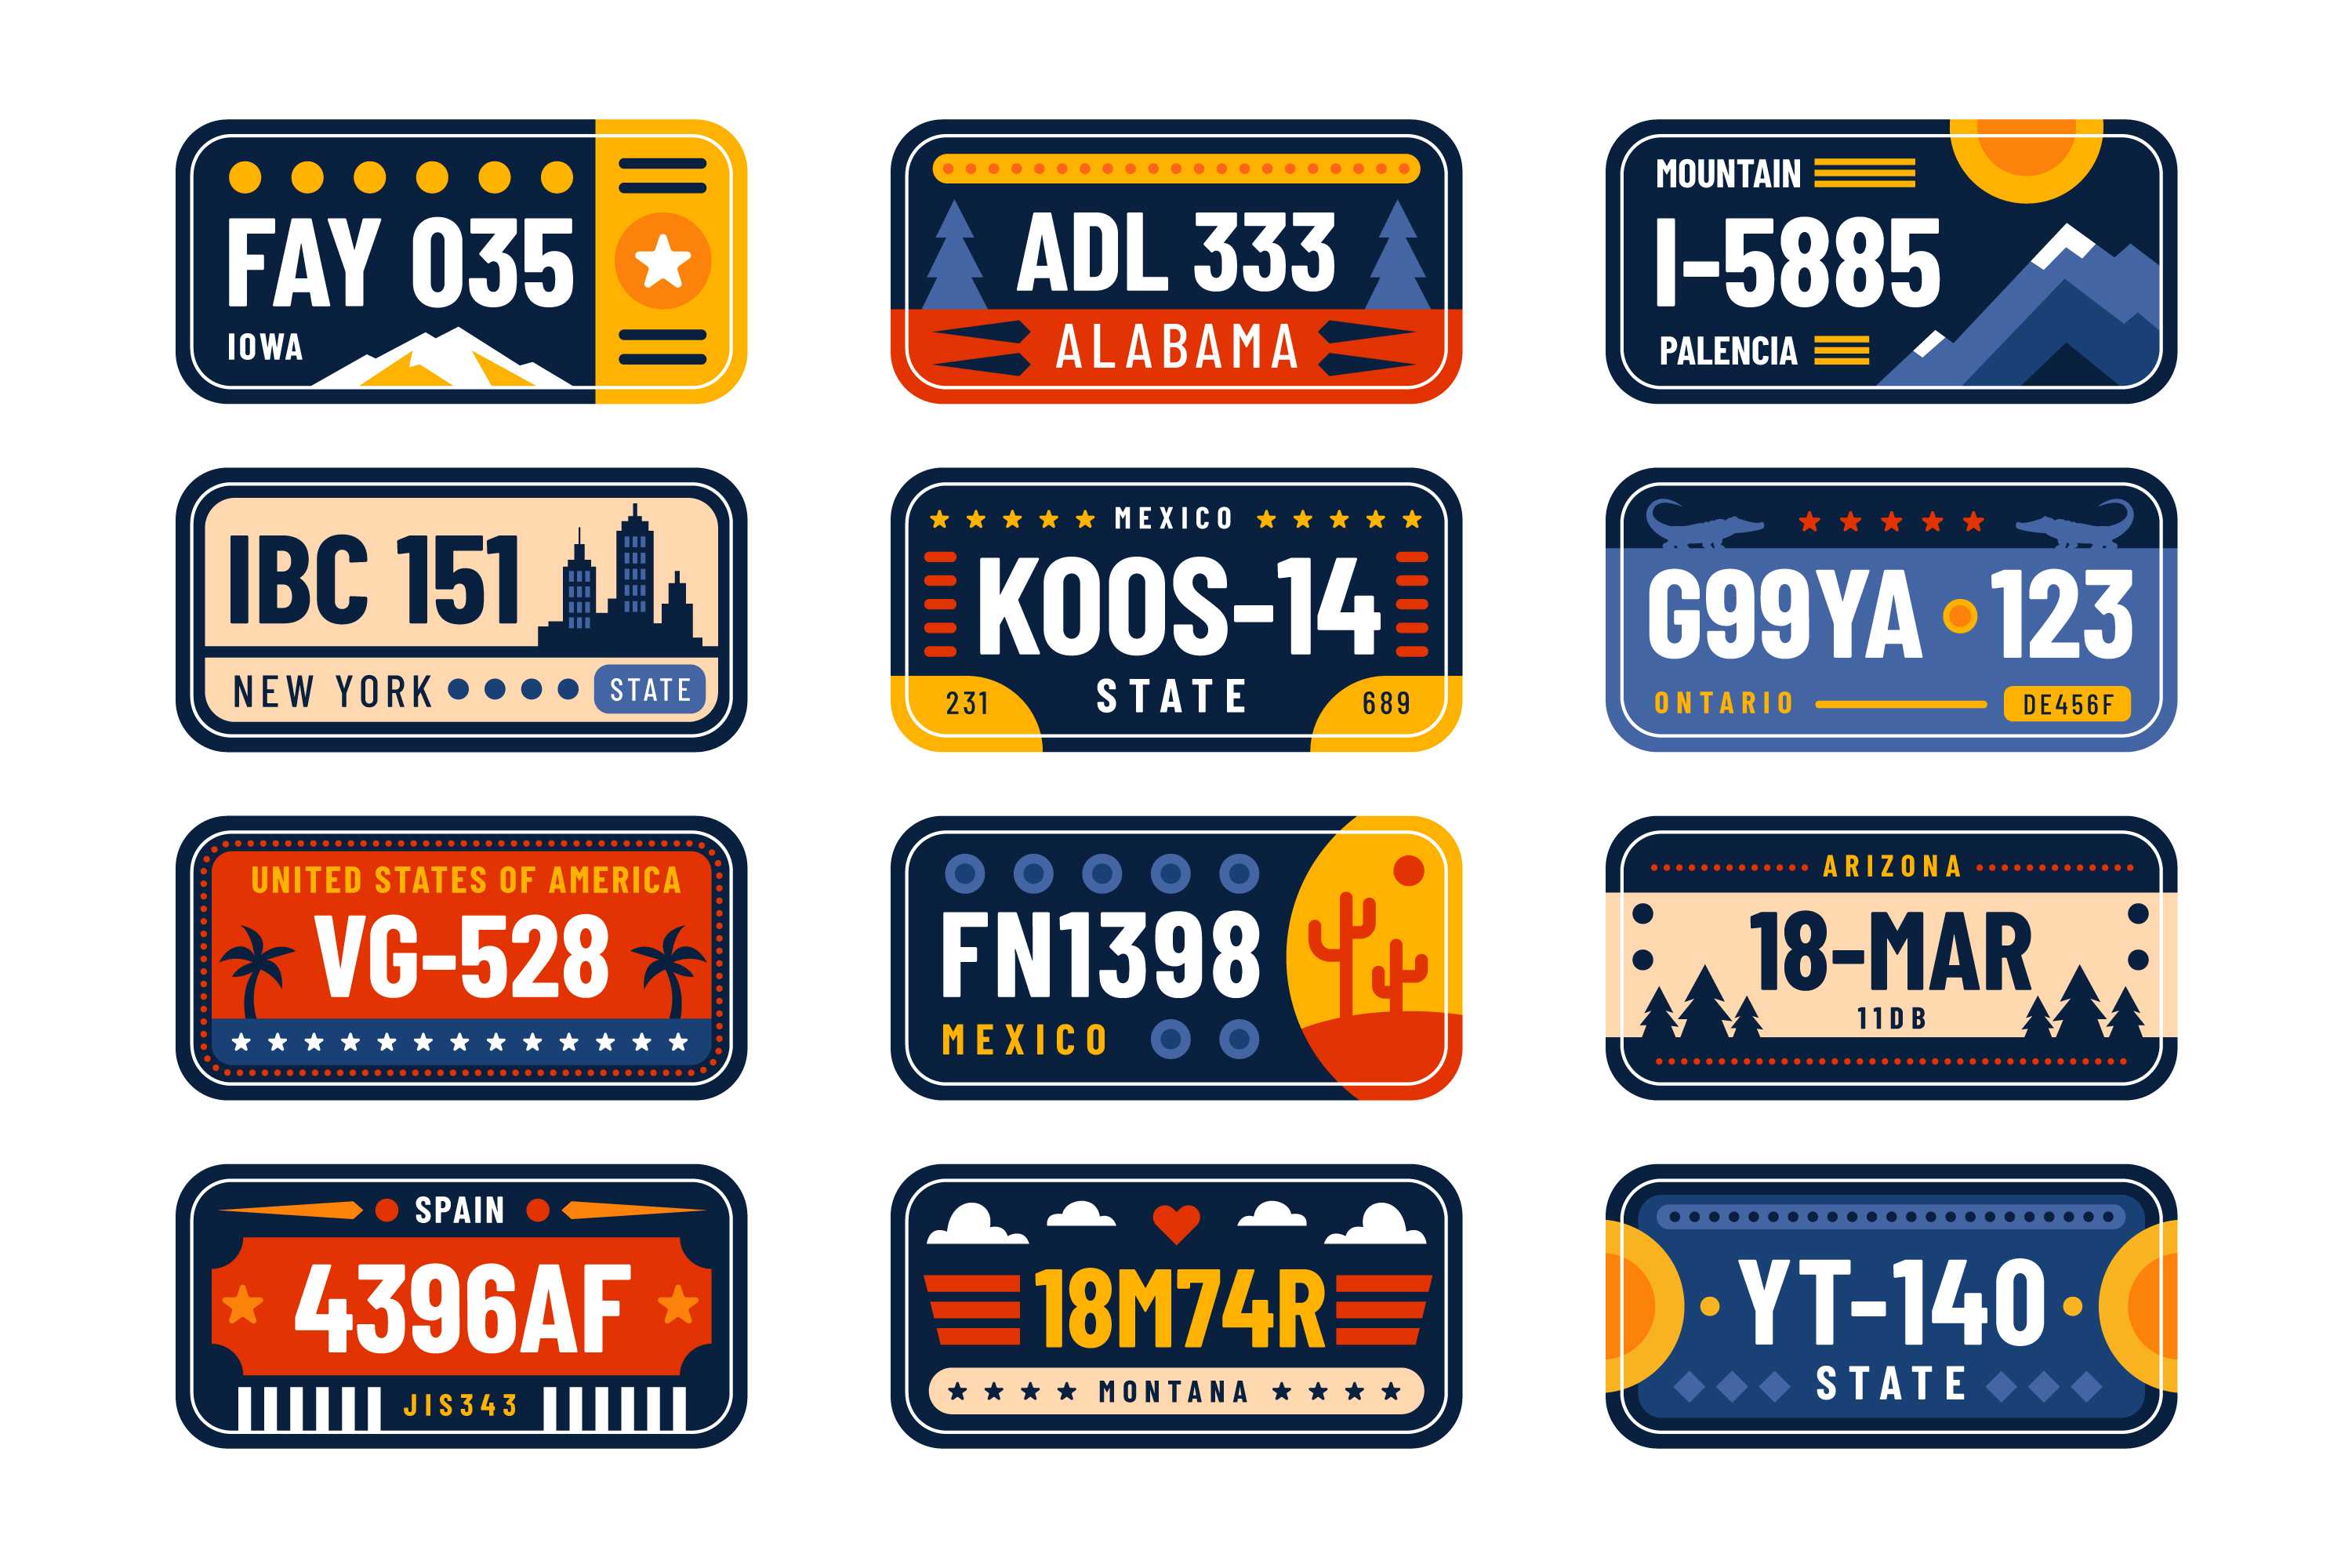 FAY 035
IOWA
ADL 333
ALABAMA
MOUNTAIN
I-5885
PALENCIA
IBC 151
NEW YORK STATE
MEXICO
KOOS-14
231 STATE 689
G99YA 123
ONTARIO DE456F
UNITED STATES OF AMERICA
VG-528
FN1398
MEXICO
ARIZONA
18-MAR
11DB
SPAIN
4396AF
JIS343
18M74R
MONTANA
YT-140
STATE